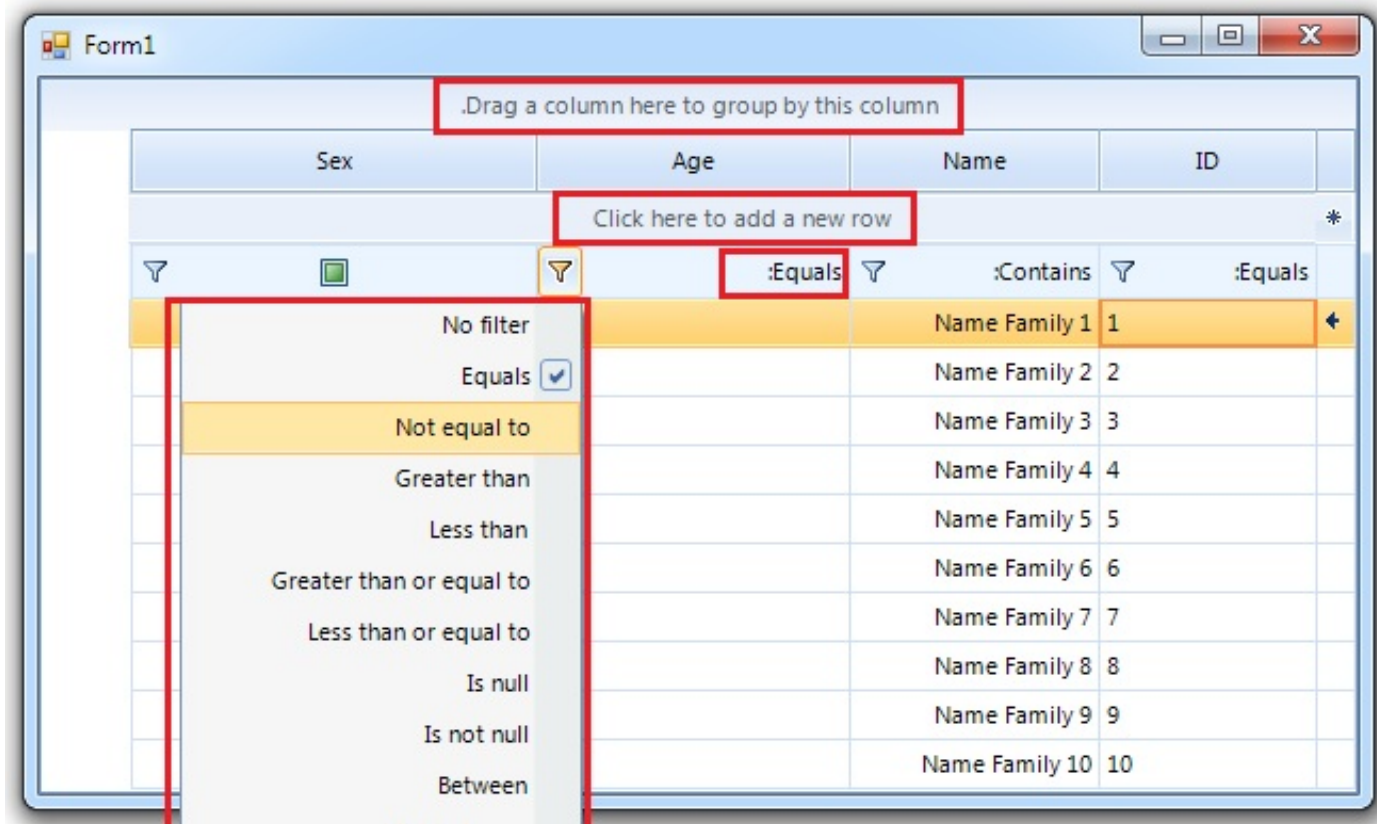 Form1
.Drag a column here to group by this column
Sex Age Name ID
Click here to add a new row
:Equals :Contains :Equals
No filter
Name Family 1 1
Equals
Name Family 2 2
Not equal to
Name Family 3 3
Greater than
Name Family 4 4
Less than
Name Family 5 5
Greater than or equal to
Name Family 6 6
Less than or equal to
Name Family 7 7
Is null
Name Family 8 8
Is not null
Name Family 9 9
Between
Name Family 10 10